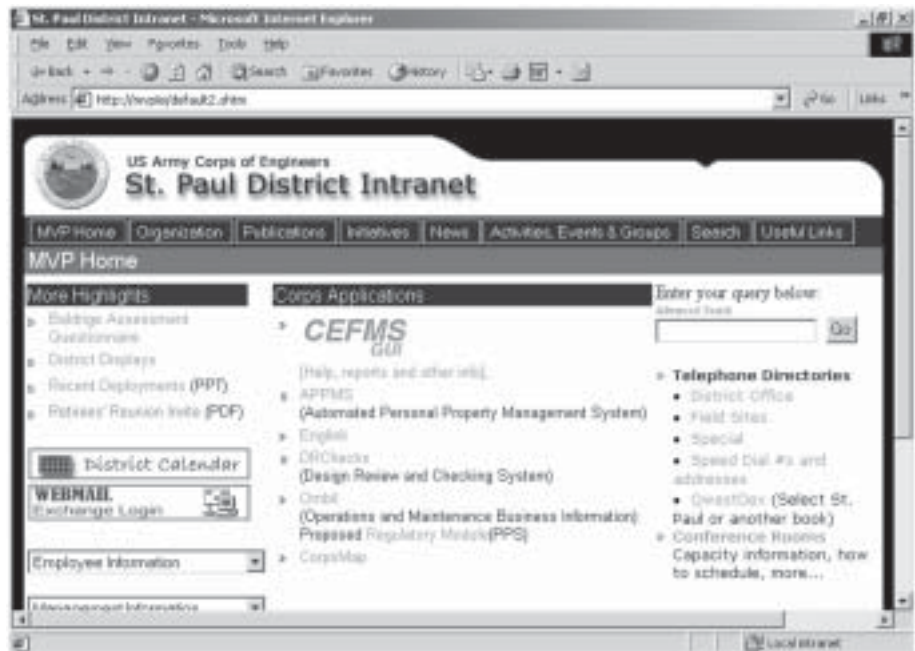 St. Paul District Intranet - Microsoft Internet Explorer
File Edit View Favorites Tools Help
Back Search Favorites History
Address http://mvpix/default2.shtm Go Links
US Army Corps of Engineers
St. Paul District Intranet
MVP Home Organization Publications Initiatives News Activities, Events & Groups Search Useful Links
MVP Home
More Highlights
Baldrige Assessment
Questionnaire
District Displays
Recent Deployments (PPT)
Retirees' Reunion Invite (PDF)
District Calendar
WEBMAIL
Exchange Login
Employee Information
Management Information
Corps Applications
CEFMS
GUI
[Help, reports and other info]
APPMS
(Automated Personal Property Management System)
English
DRChecks
(Design Review and Checking System)
Ombil
(Operations and Maintenance Business Information)
Proposed Regulatory Module(PPS)
CorpsMap
Enter your query below:
Advanced Search
Go
Telephone Directories
District Office
Field Sites
Special
Speed Dial #s and
addresses
QwestDex (Select St.
Paul or another book)
Conference Rooms
Capacity information, how
to schedule, more...
Local intranet